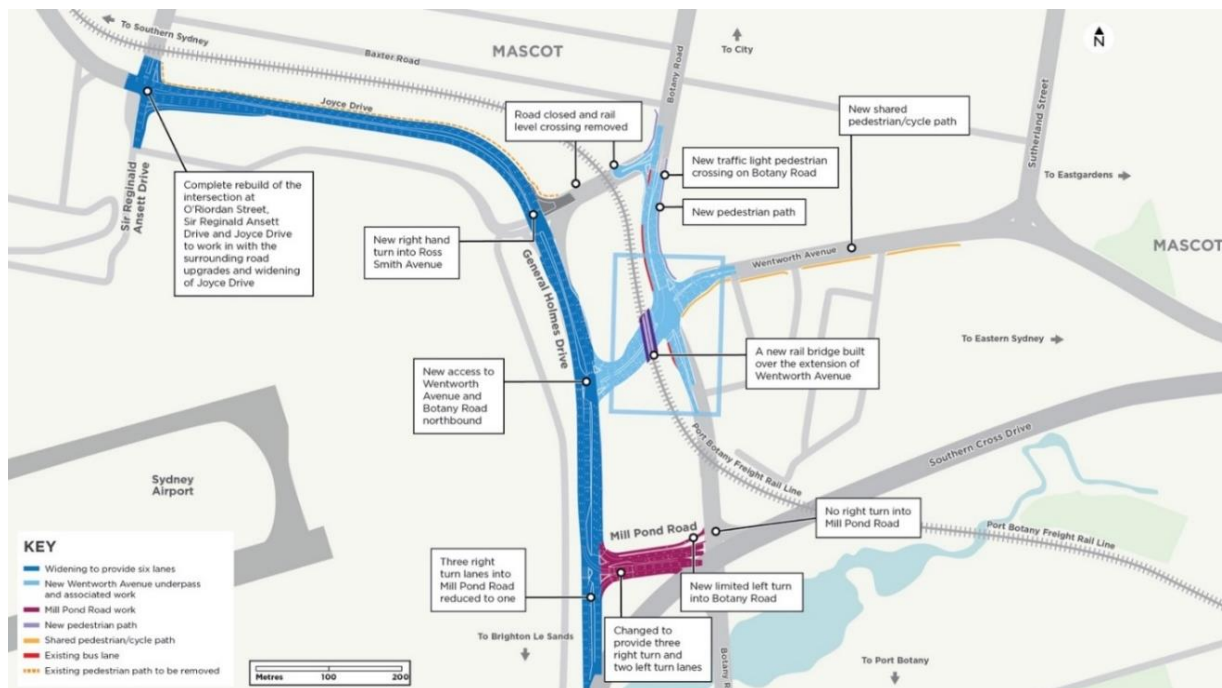 To Southern Sydney
MASCOT
Baxter Road
To City
Botany Road
N
Joyce Drive
Road closed and rail
level crossing removed
New shared
pedestrian/cycle path
Sutherland Street
New traffic light pedestrian
crossing on Botany Road
To Eastgardens
Sir Reginald
Ansett Drive
Complete rebuild of the
intersection at
O'Riordan Street,
Sir Reginald Ansett
Drive and Joyce Drive
to work in with the
surrounding road
upgrades and widening
of Joyce Drive
New pedestrian path
New right hand
turn into Ross
Smith Avenue
MASCOT
Wentworth Avenue
General Holmes Drive
To Eastern Sydney
A new rail bridge built
over the extension of
Wentworth Avenue
New access to
Wentworth
Avenue and
Botany Road
northbound
Southern Cross Drive
Port Botany Freight Rail Line
Sydney
Airport
No right turn into
Mill Pond Road
Mill Pond Road
Port Botany Freight Rail Line
KEY
Widening to provide six lanes
New Wentworth Avenue underpass
and associated work
Mill Pond Road work
New pedestrian path
Shared pedestrian/cycle path
Existing bus lane
Existing pedestrian path to be removed
Three right
turn lanes into
Mill Pond Road
reduced to one
New limited left turn
into Botany Road
Changed to
provide three
right turn and
two left turn lanes
To Brighton Le Sands
To Port Botany
Metres 100 200